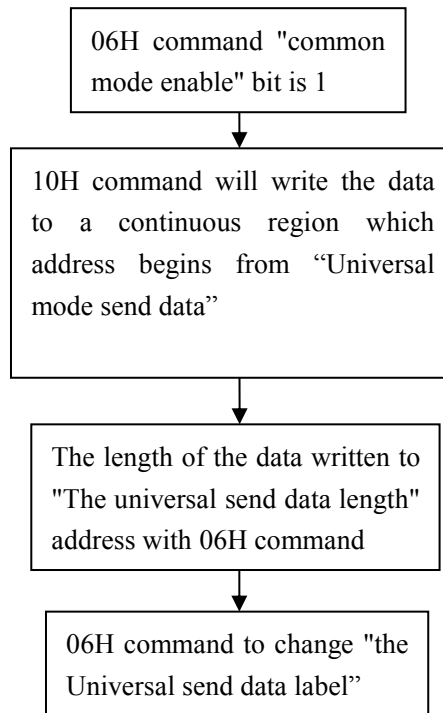 06H command "common
mode enable" bit is 1
10H command will write the data
to a continuous region which
address begins from “Universal
mode send data”
The length of the data written to
"The universal send data length"
address with 06H command
06H command to change "the
Universal send data label”